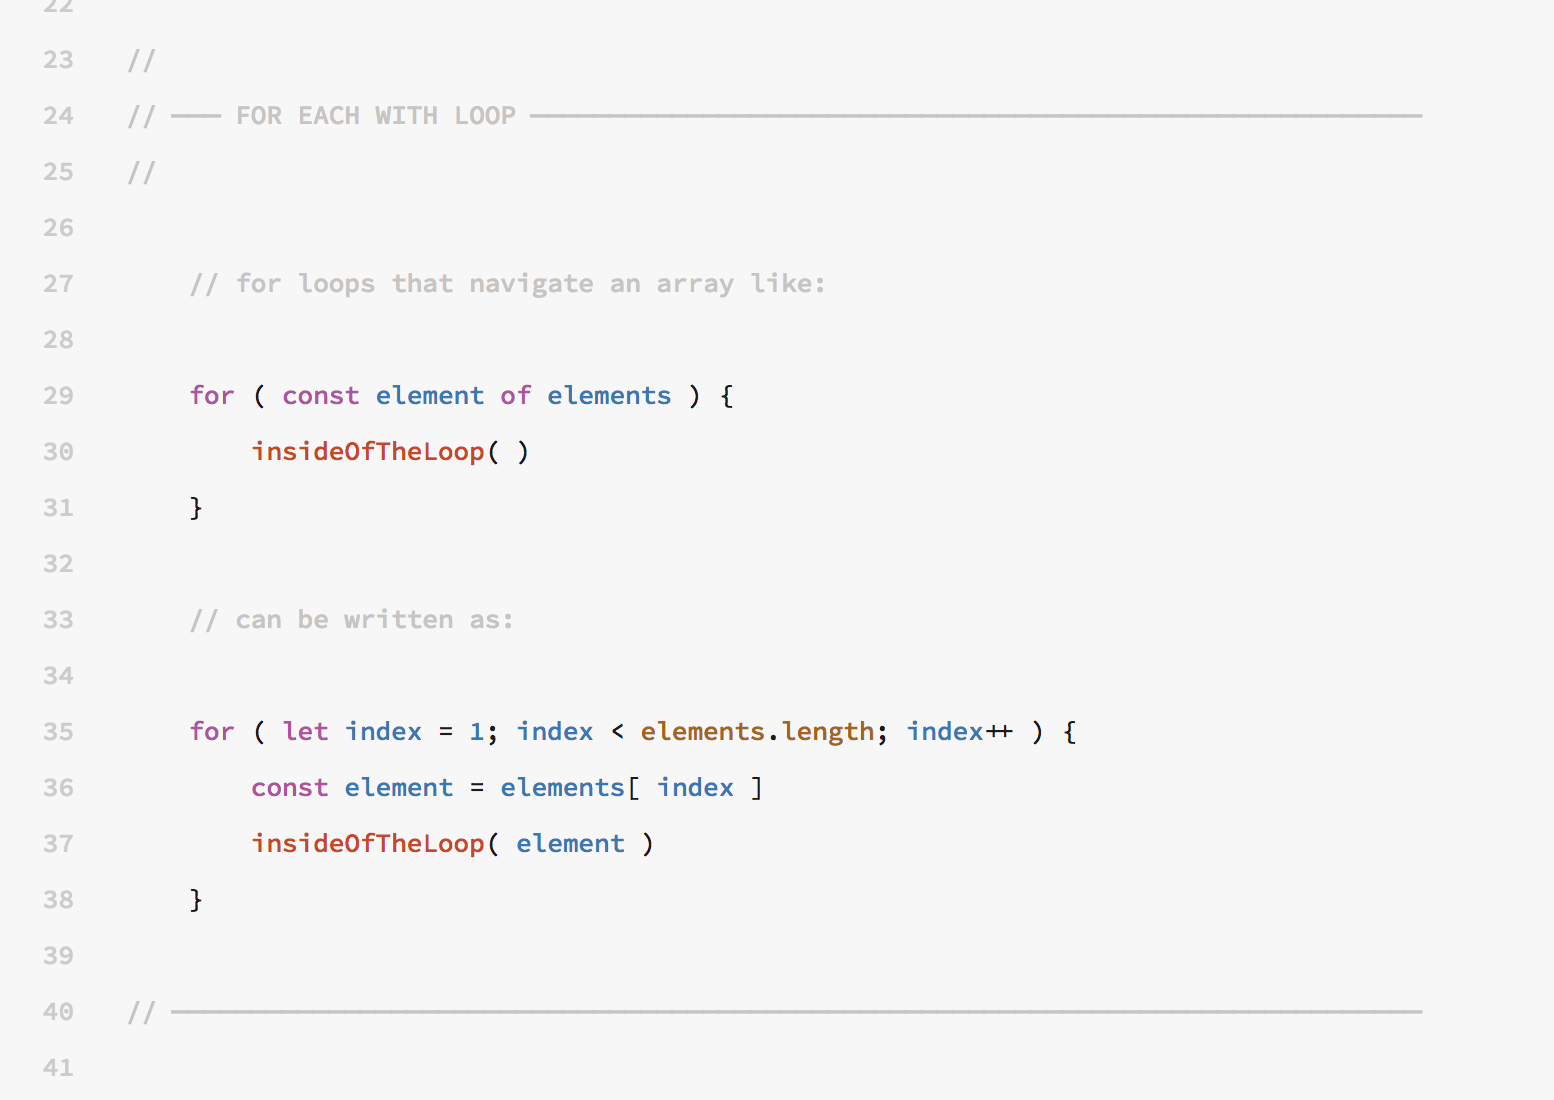 22
23 //
24 // ─── FOR EACH WITH LOOP ─────────────────────────────────────────────────────────
25 //
26
27 // for loops that navigate an array like:
28
29 for ( const element of elements ) {
30 insideOfTheLoop( )
31 }
32
33 // can be written as:
34
35 for ( let index = 1; index < elements.length; index++ ) {
36 const element = elements[ index ]
37 insideOfTheLoop( element )
38 }
39
40 // ────────────────────────────────────────────────────────────────────────────────
41